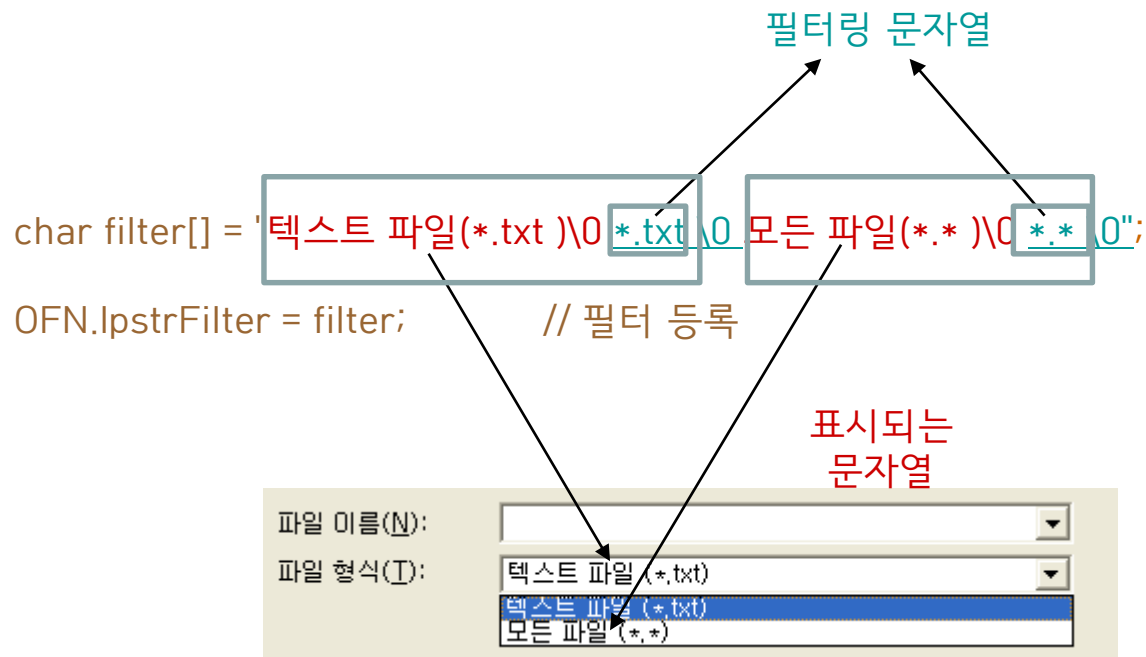 필터링 문자열
char filter[] = "텍스트 파일(*.txt )\0 *.txt \0 모든 파일(*.* )\0 *.* \0";
OFN.lpstrFilter = filter; // 필터 등록
표시되는
문자열
파일 이름(N):
파일 형식(T): 텍스트 파일 (*.txt)
텍스트 파일 (*.txt)
모든 파일 (*.*)